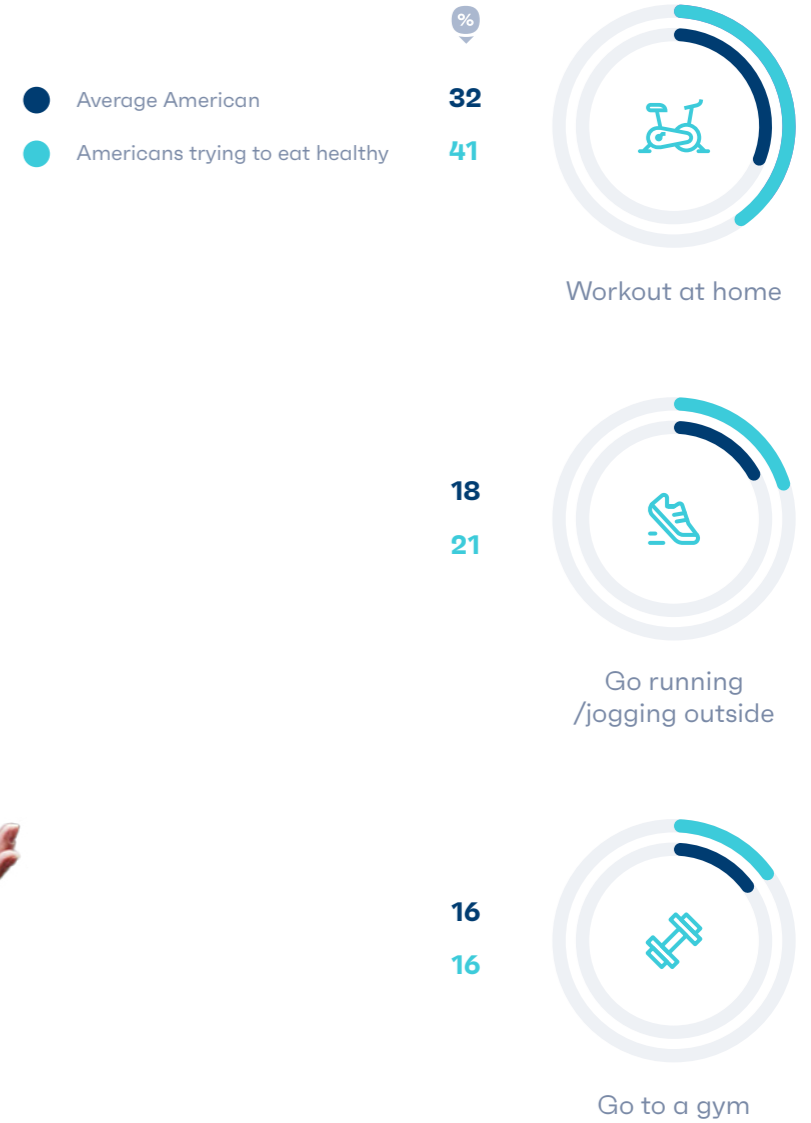 %
Average American 32
Americans trying to eat healthy 41
Workout at home
18
21
Go running
/jogging outside
16
16
Go to a gym